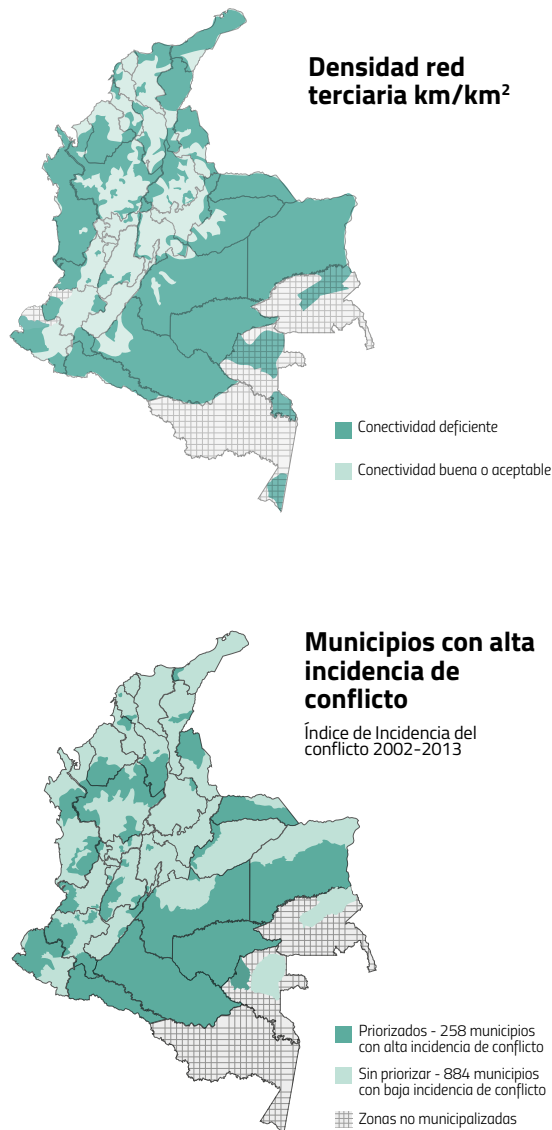 Densidad red
terciaria km/km²
Conectividad deficiente
Conectividad buena o aceptable
Municipios con alta
incidencia de
conflicto
Índice de Incidencia del
conflicto 2002-2013
Priorizados - 258 municipios
con alta incidencia de conflicto
Sin priorizar - 884 municipios
con baja incidencia de conflicto
Zonas no municipalizadas